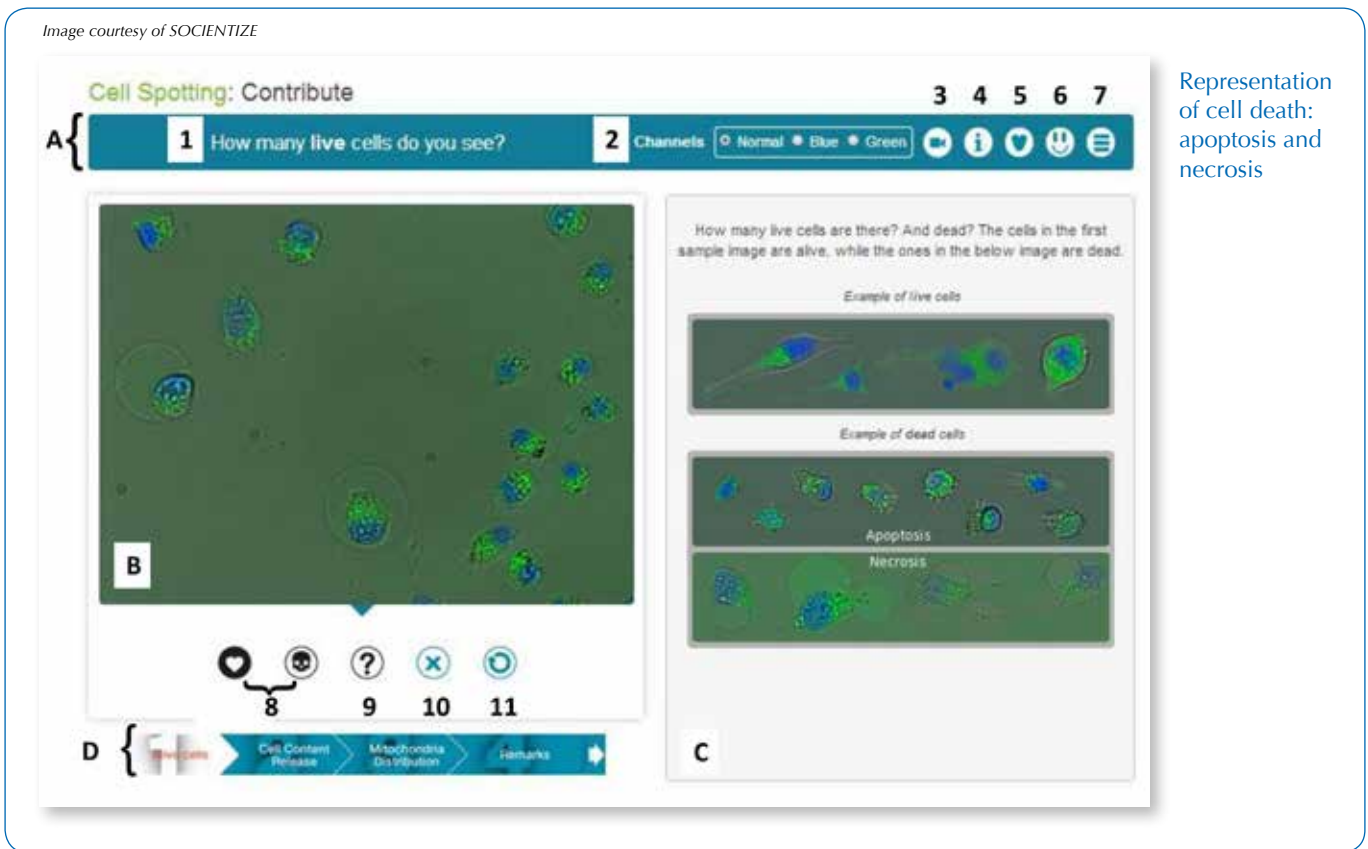 Image courtesy of SOCIENTIZE
Cell Spotting: Contribute
3 4 5 6 7
A{
1 How many live cells do you see?
2 Channels Normal Blue Green
Representation
of cell death:
apoptosis and
necrosis
B
8 9 10 11
D {
cells
Cell Content
Release
Mitochondria
Distribution
Remarks
How many live cells are there? And dead? The cells in the first
sample image are alive, while the ones in the below image are dead.
Example of live cells
Example of dead cells
Apoptosis
Necrosis
C